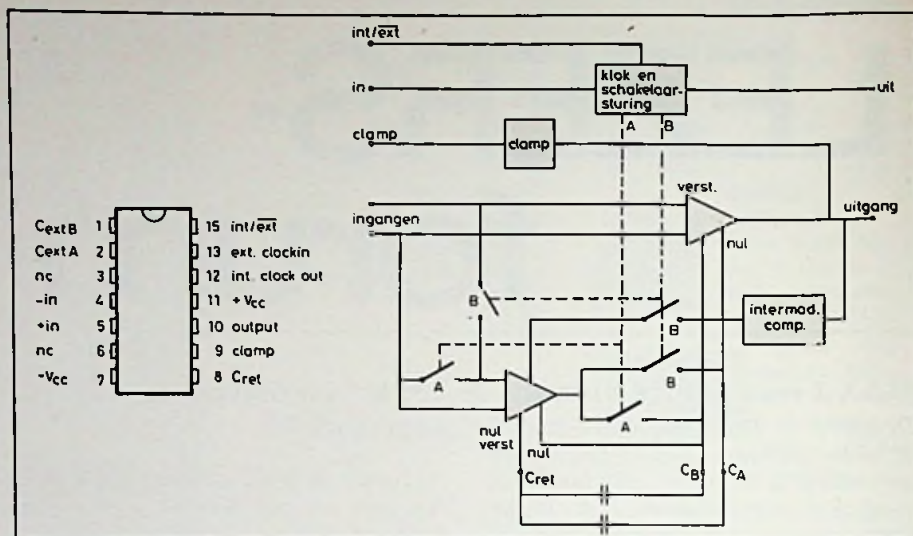 CextB 1
CextA 2
nc 3
-in 4
+in 5
nc 6
-Vcc 7
15 int/ext
13 ext. clockin
12 int. clock out
11 +Vcc
10 output
9 clamp
8 Cret
int/ext
in
klok en
schakelaar-
sturing
uit
A B
clamp
clamp
verst.
ingangen
uitgang
nul
B
B
intermod.
comp.
A
B
A
nul
verst
nul
Cret
CB
CA